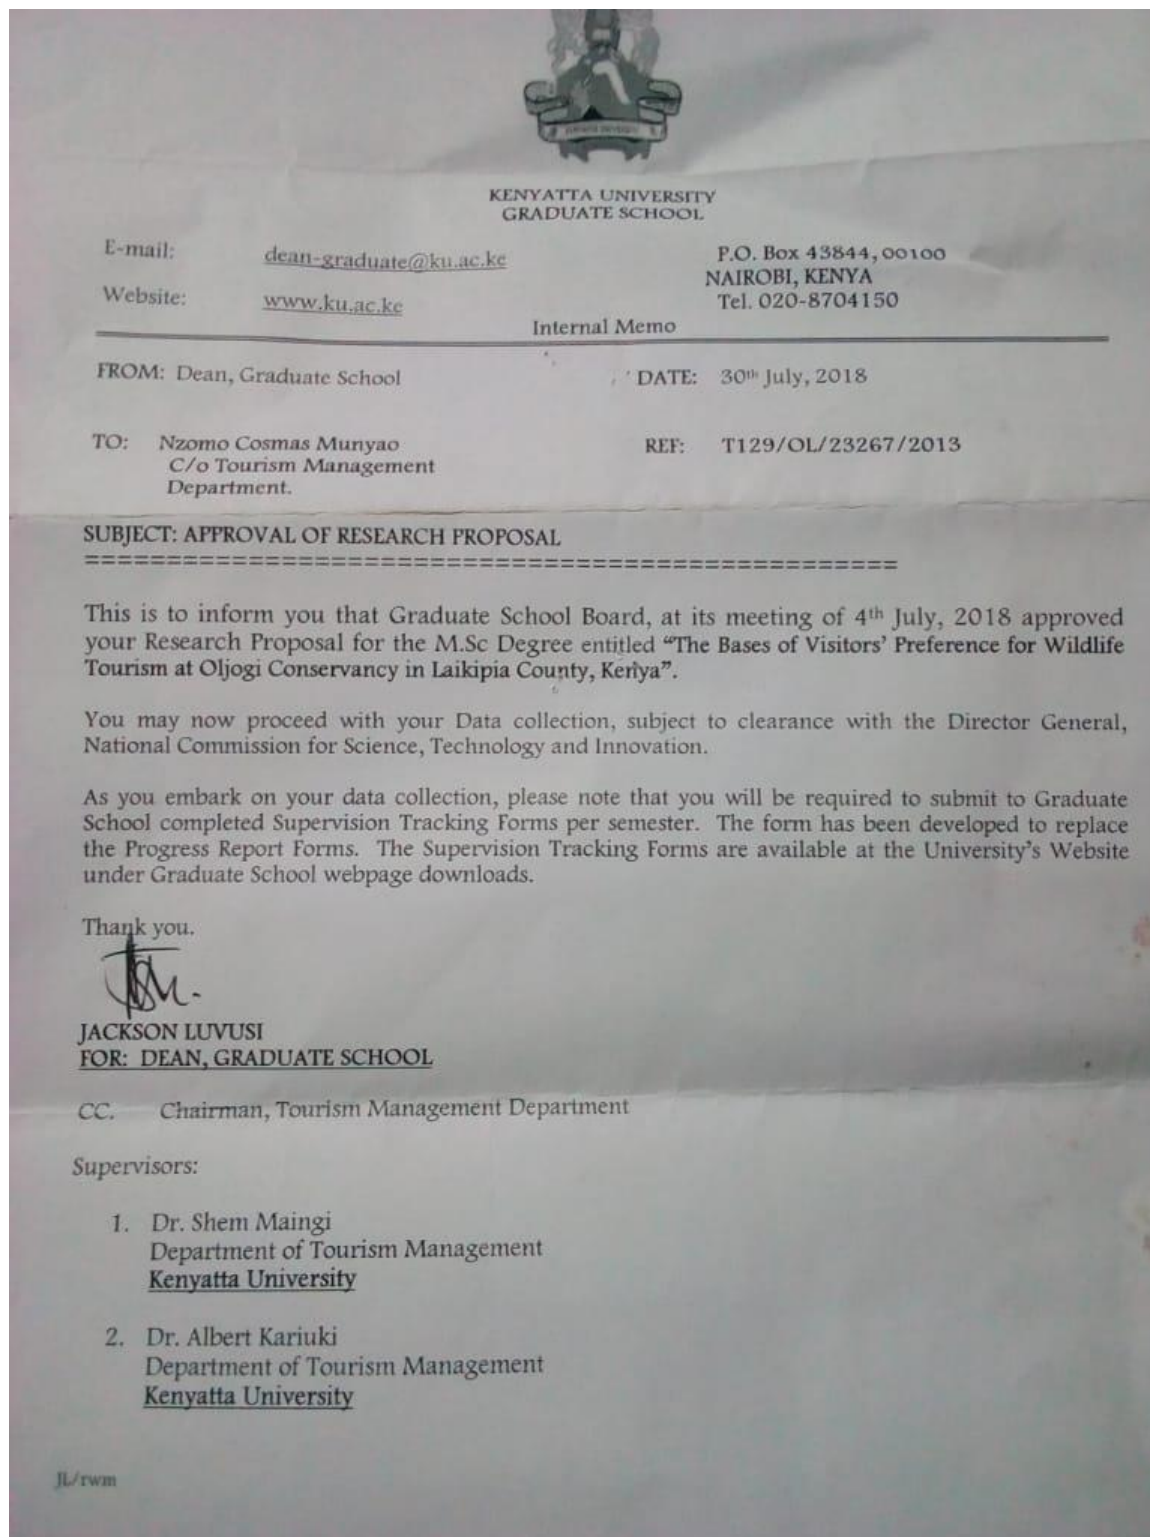 KENYATTA UNIVERSITY
KENYATTA UNIVERSITY
GRADUATE SCHOOL
E-mail: dean-graduate@ku.ac.ke P.O. Box 43844, 00100
NAIROBI, KENYA
Website: www.ku.ac.ke Tel. 020-8704150
Internal Memo
FROM: Dean, Graduate School DATE: 30th July, 2018
TO: Nzomo Cosmas Munyao REF: T129/OL/23267/2013
C/o Tourism Management
Department.
SUBJECT: APPROVAL OF RESEARCH PROPOSAL
==================================================
This is to inform you that Graduate School Board, at its meeting of 4th July, 2018 approved
your Research Proposal for the M.Sc Degree entitled “The Bases of Visitors’ Preference for Wildlife
Tourism at Oljogi Conservancy in Laikipia County, Kenya”.
You may now proceed with your Data collection, subject to clearance with the Director General,
National Commission for Science, Technology and Innovation.
As you embark on your data collection, please note that you will be required to submit to Graduate
School completed Supervision Tracking Forms per semester. The form has been developed to replace
the Progress Report Forms. The Supervision Tracking Forms are available at the University’s Website
under Graduate School webpage downloads.
Thank you.
JACKSON LUVUSI
FOR: DEAN, GRADUATE SCHOOL
CC. Chairman, Tourism Management Department
Supervisors:
1. Dr. Shem Maingi
Department of Tourism Management
Kenyatta University
2. Dr. Albert Kariuki
Department of Tourism Management
Kenyatta University
JL/rwm